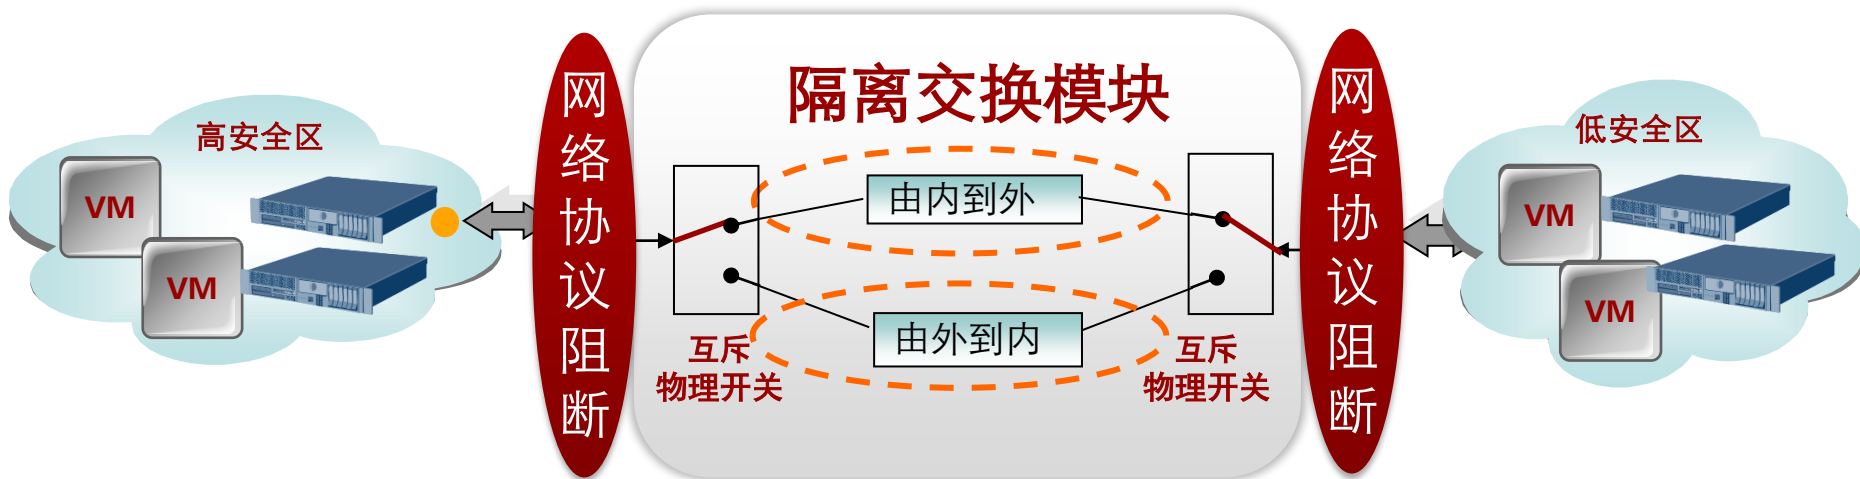 高安全区
VM
VM
网络协议阻断
隔离交换模块
由内到外
由外到内
互斥
物理开关
互斥
物理开关
网络协议阻断
低安全区
VM
VM